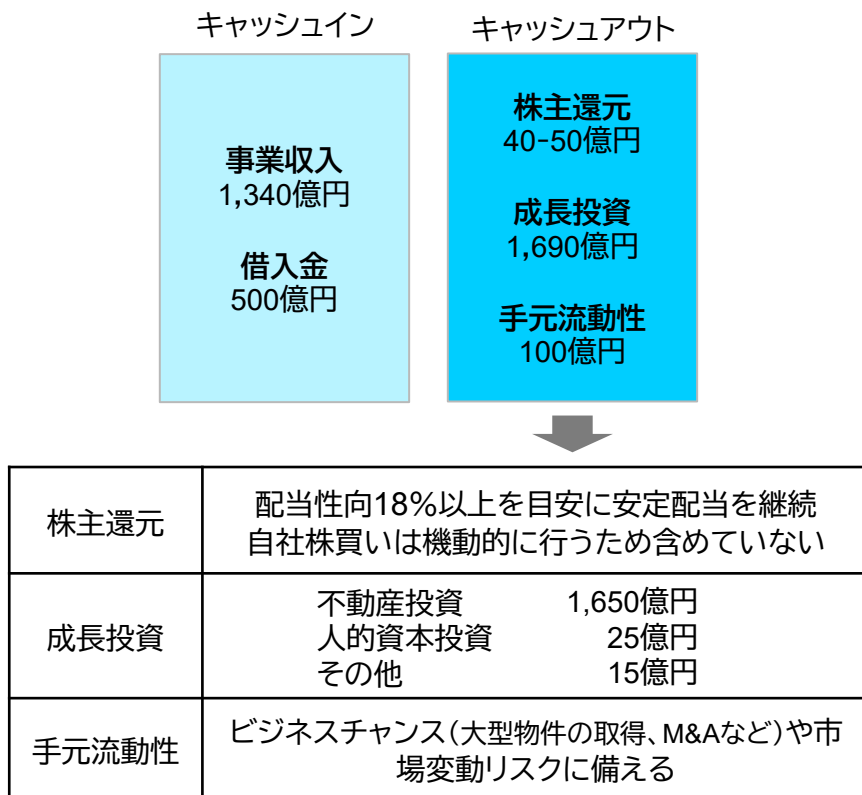 キャッシュイン
キャッシュアウト
事業収入
1,340億円
借入金
500億円
株主還元
40-50億円
成長投資
1,690億円
手元流動性
100億円
株主還元
配当性向18%以上を目安に安定配当を継続
自社株買いは機動的に行うため含めていない
成長投資
不動産投資 1,650億円
人的資本投資 25億円
その他 15億円
手元流動性
ビジネスチャンス(大型物件の取得、M&Aなど)や市
場変動リスクに備える